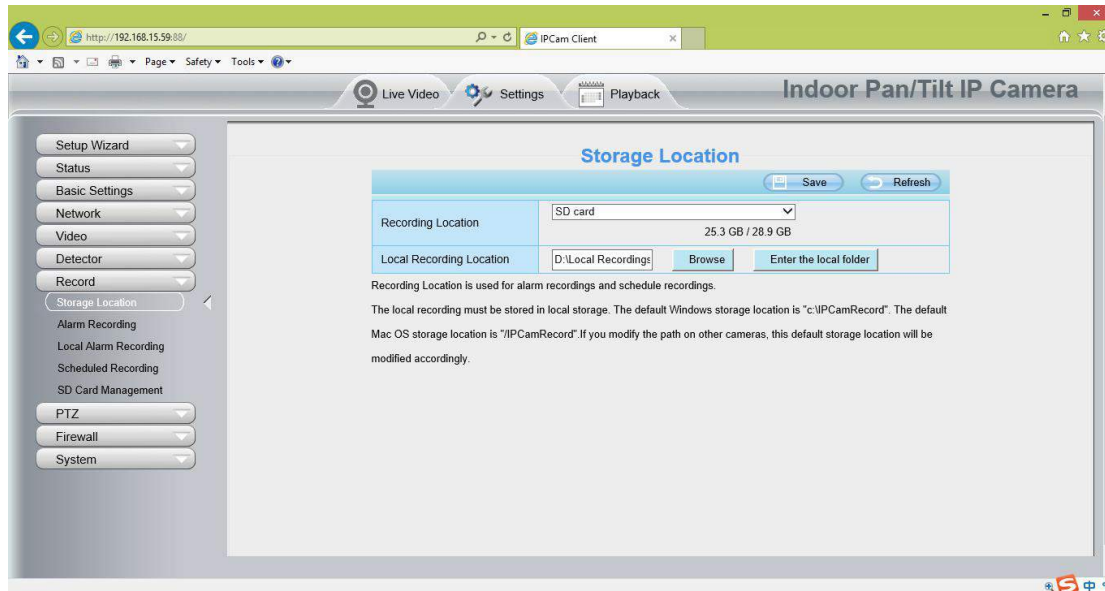 http://192.168.15.59:88/
IPCam Client
Page Safety Tools
Live Video Settings Playback Indoor Pan/Tilt IP Camera
Setup Wizard
Status
Basic Settings
Network
Video
Detector
Record
Storage Location
Alarm Recording
Local Alarm Recording
Scheduled Recording
SD Card Management
PTZ
Firewall
System
Storage Location
Save Refresh
Recording Location SD card
25.3 GB / 28.9 GB
Local Recording Location D:\Local Recordings Browse Enter the local folder
Recording Location is used for alarm recordings and schedule recordings.
The local recording must be stored in local storage. The default Windows storage location is "c:\IPCamRecord". The default
Mac OS storage location is "/IPCamRecord".If you modify the path on other cameras, this default storage location will be
modified accordingly.
中